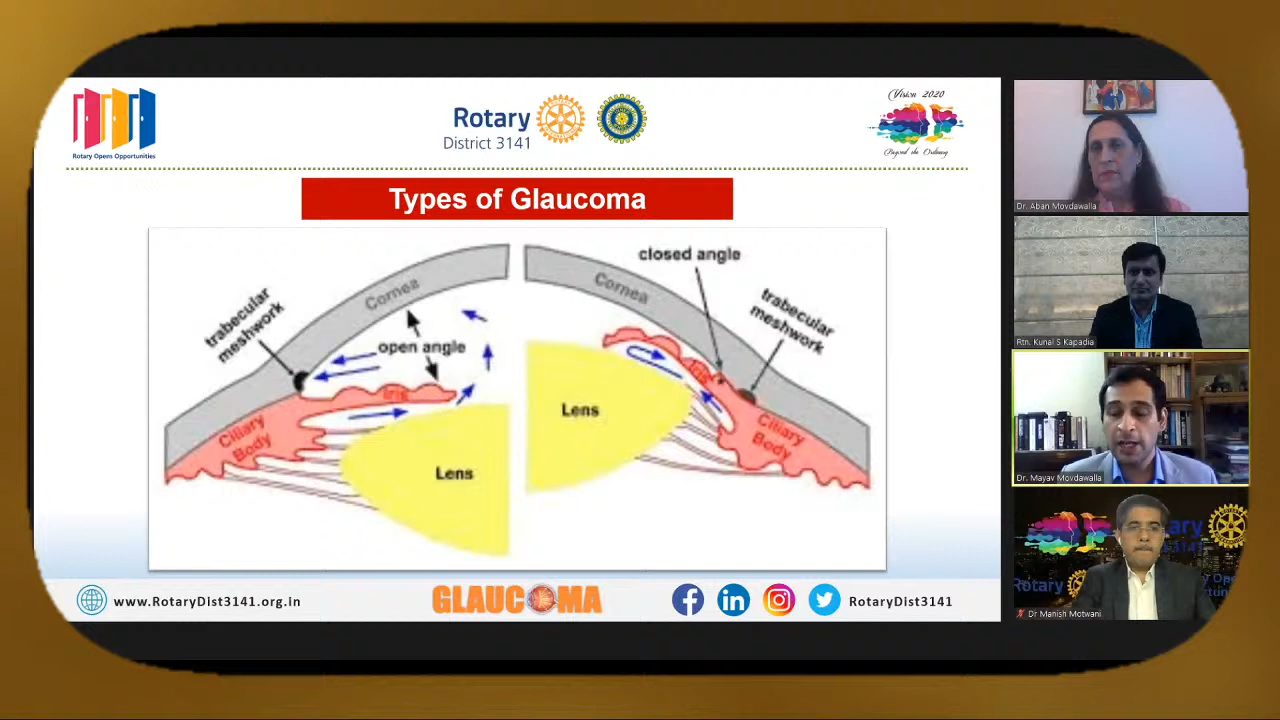 Rotary Opens Opportunities
Rotary
District 3141
Vision 2020
Beyond the Ordinary
Types of Glaucoma
trabecular
meshwork
Cornea
open angle
Iris
Ciliary
Body
Lens
Cornea
closed angle
trabecular
meshwork
Iris
Lens
Ciliary
Body
www.RotaryDist3141.org.in
GLAUCOMA
RotaryDist3141
Dr. Aban Movdawalla
Rtn. Kunal S Kapadia
Dr. Mayav Movdawalla
Rotary
Dr Manish Motwani